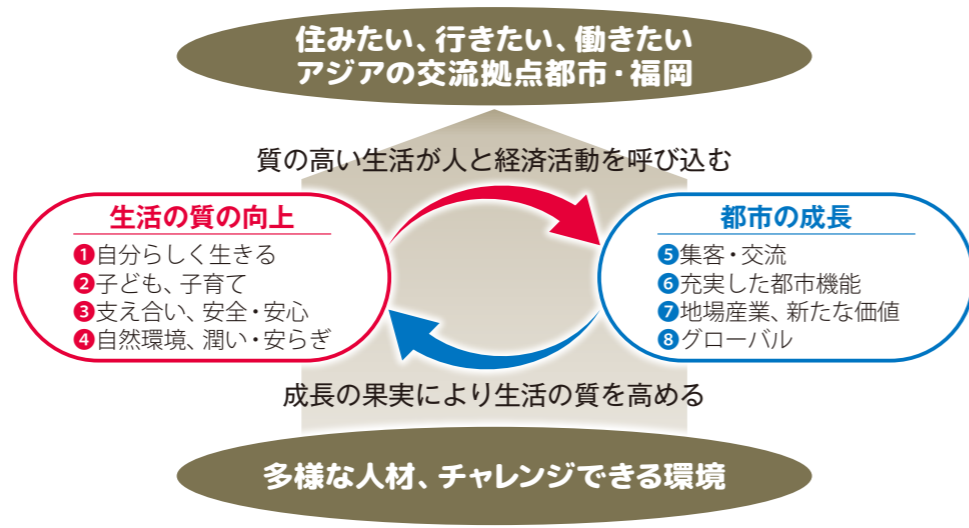 住みたい、行きたい、働きたい
アジアの交流拠点都市・福岡
質の高い生活が人と経済活動を呼び込む
生活の質の向上
❶自分らしく生きる
❷子ども、子育て
❸支え合い、安全・安心
❹自然環境、潤い・安らぎ
都市の成長
❺集客・交流
❻充実した都市機能
❼地場産業、新たな価値
❽グローバル
成長の果実により生活の質を高める
多様な人材、チャレンジできる環境